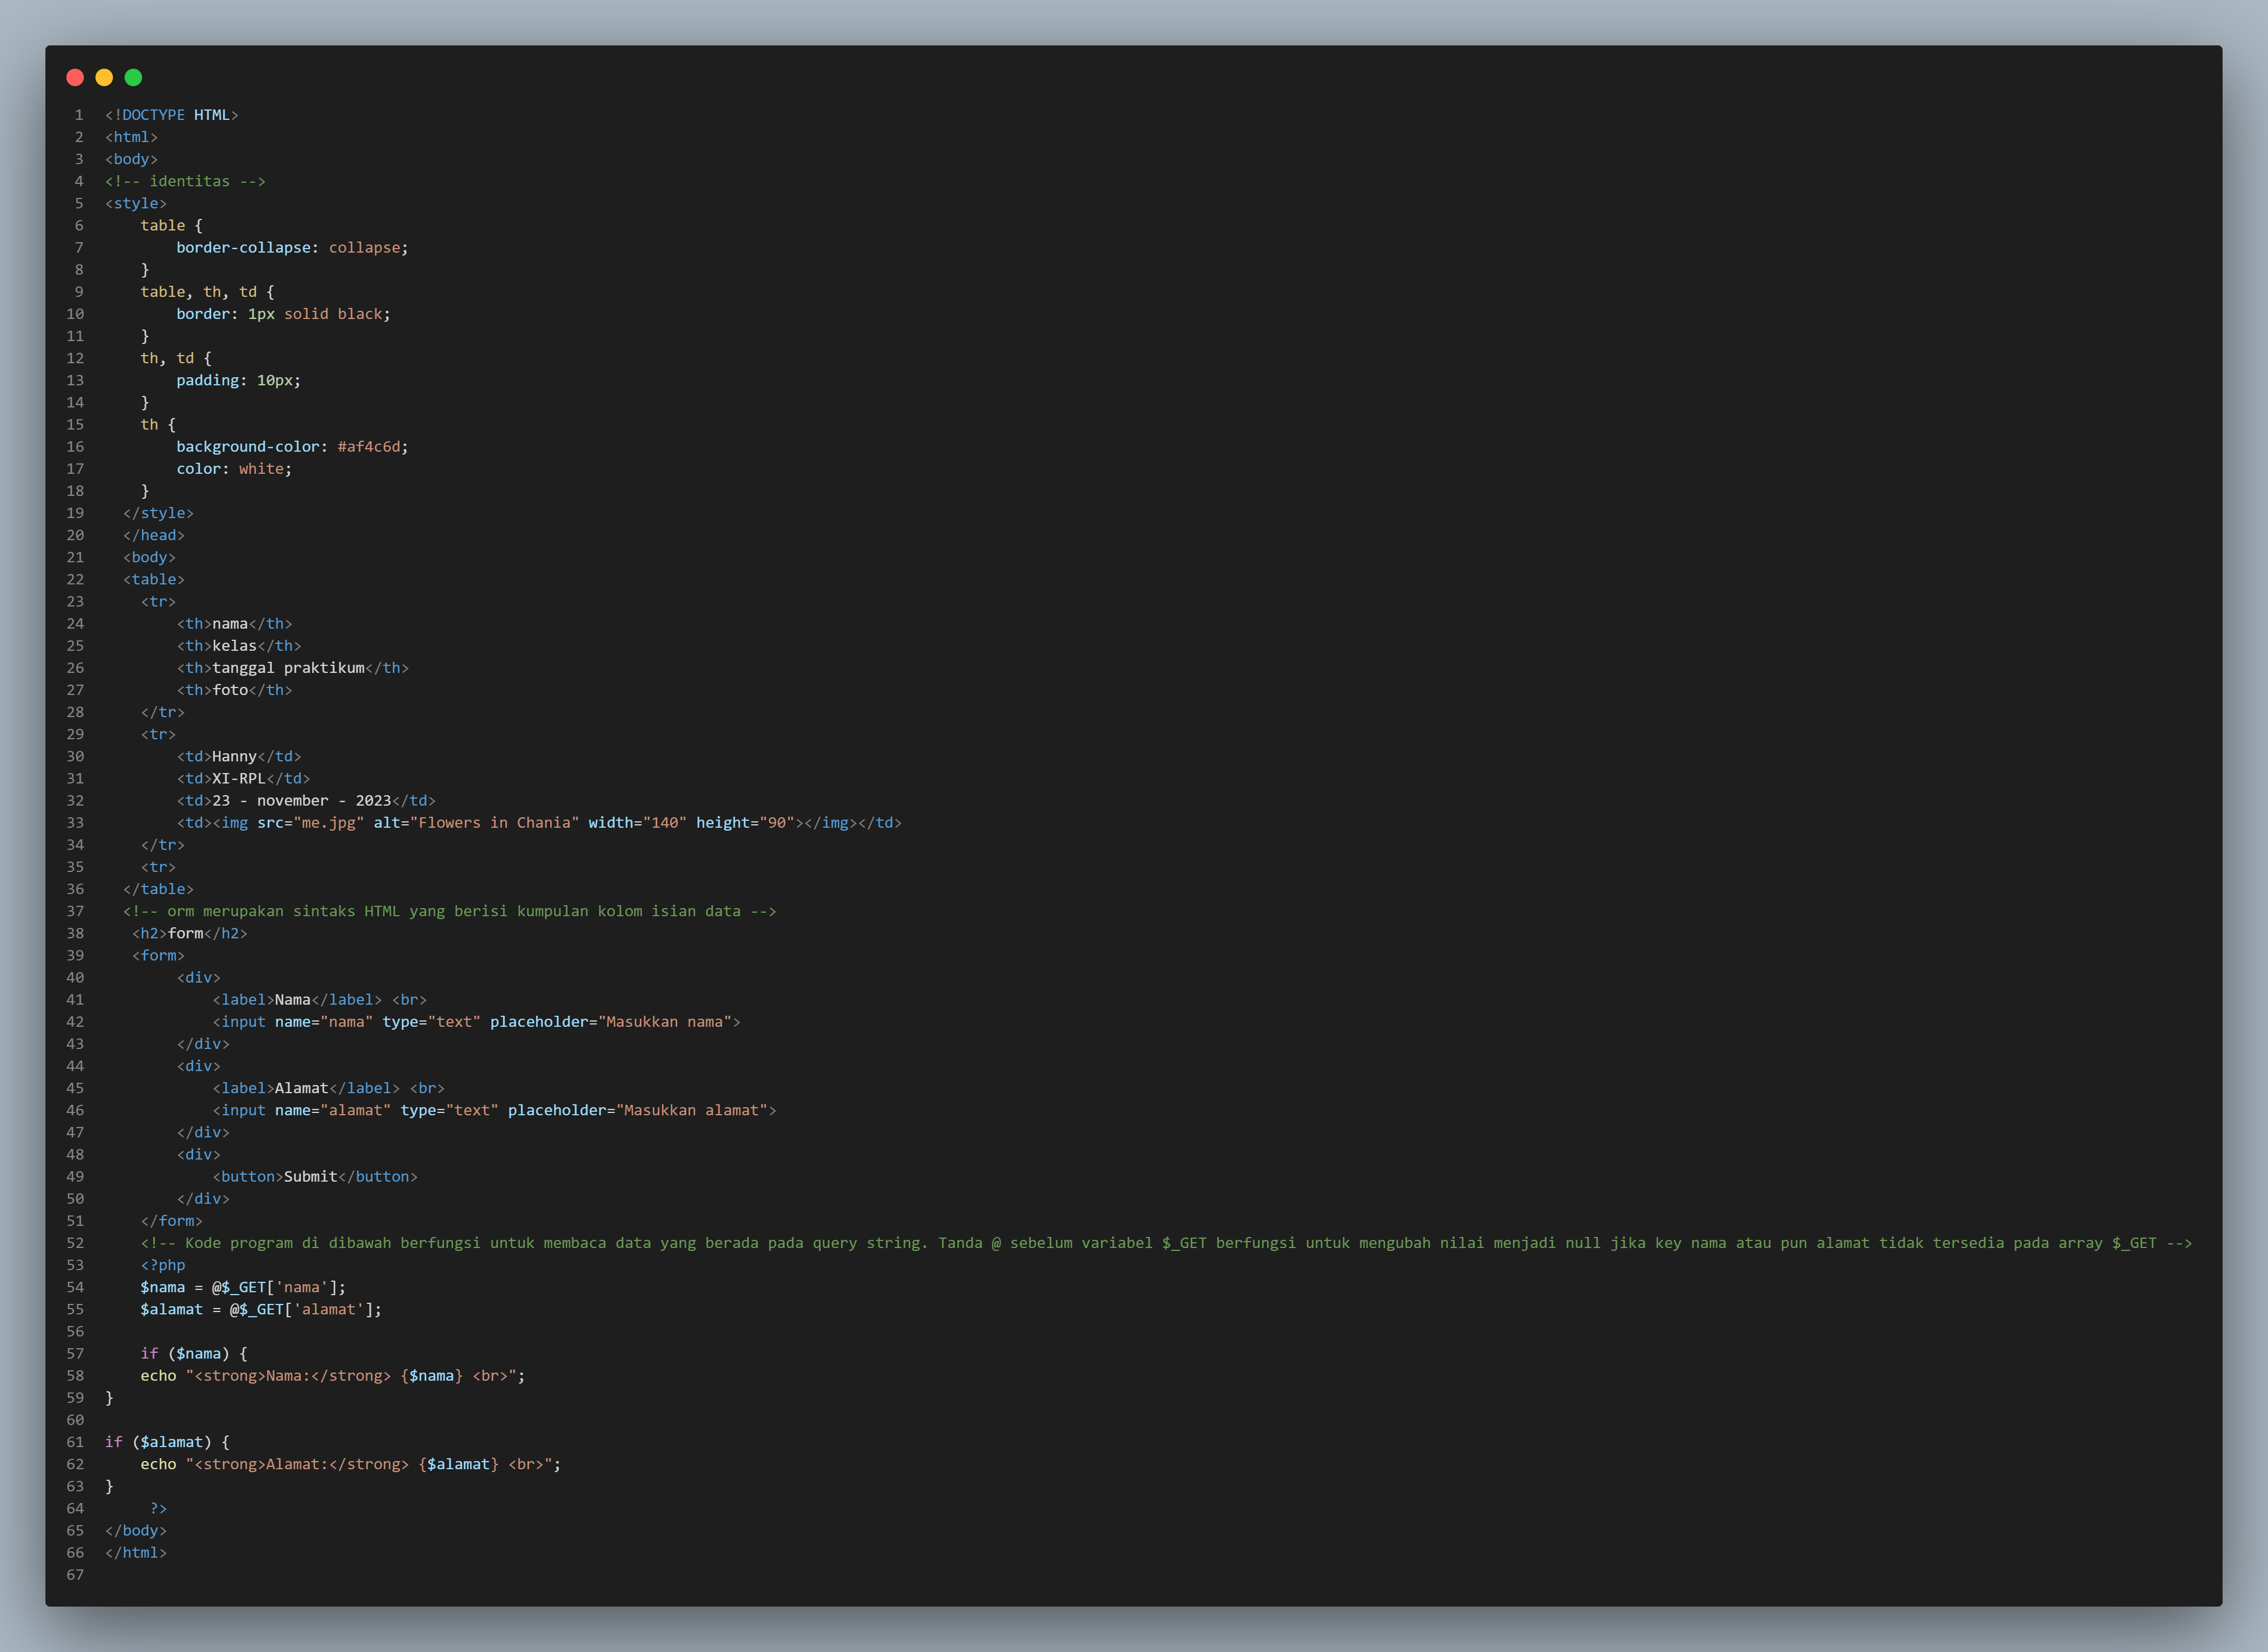 1 <!DOCTYPE HTML>
2 <html>
3 <body>
4 <!-- identitas -->
5 <style>
6     table {
7         border-collapse: collapse;
8     }
9     table, th, td {
10         border: 1px solid black;
11     }
12     th, td {
13         padding: 10px;
14     }
15     th {
16         background-color: #af4c6d;
17         color: white;
18     }
19   </style>
20   </head>
21   <body>
22   <table>
23     <tr>
24         <th>nama</th>
25         <th>kelas</th>
26         <th>tanggal praktikum</th>
27         <th>foto</th>
28     </tr>
29     <tr>
30         <td>Hanny</td>
31         <td>XI-RPL</td>
32         <td>23 - november - 2023</td>
33         <td><img src="me.jpg" alt="Flowers in Chania" width="140" height="90"></img></td>
34     </tr>
35     <tr>
36   </table>
37   <!-- orm merupakan sintaks HTML yang berisi kumpulan kolom isian data -->
38    <h2>form</h2>
39    <form>
40         <div>
41             <label>Nama</label> <br>
42             <input name="nama" type="text" placeholder="Masukkan nama">
43         </div>
44         <div>
45             <label>Alamat</label> <br>
46             <input name="alamat" type="text" placeholder="Masukkan alamat">
47         </div>
48         <div>
49             <button>Submit</button>
50         </div>
51     </form>
52     <!-- Kode program di dibawah berfungsi untuk membaca data yang berada pada query string. Tanda @ sebelum variabel $_GET berfungsi untuk mengubah nilai menjadi null jika key nama atau pun alamat tidak tersedia pada array $_GET -->
53     <?php
54     $nama = @$_GET['nama'];
55     $alamat = @$_GET['alamat'];
56
57     if ($nama) {
58     echo "<strong>Nama:</strong> {$nama} <br>";
59 }
60
61 if ($alamat) {
62     echo "<strong>Alamat:</strong> {$alamat} <br>";
63 }
64      ?>
65 </body>
66 </html>
67